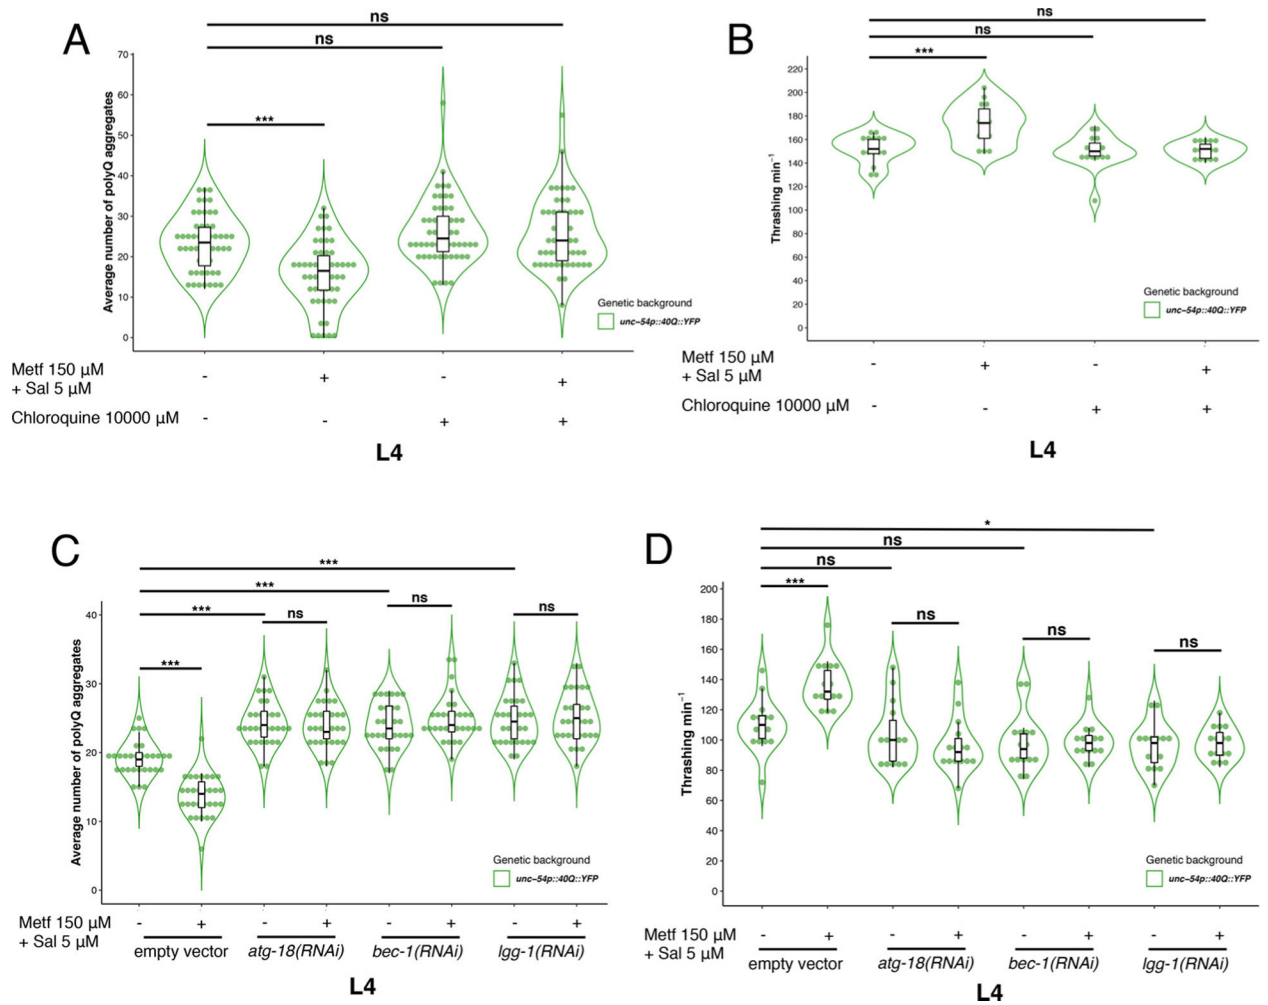 A
ns
ns
***
Average number of polyQ aggregates
70
60
50
40
30
20
10
0
Genetic background
unc–54p::40Q::YFP
Metf 150 µM
+ Sal 5 µM
- + - +
Chloroquine 10000 µM
- - + +
L4
B
ns
ns
***
Thrashing min⁻¹
220
200
180
160
140
120
100
80
60
40
20
0
Genetic background
unc–54p::40Q::YFP
Metf 150 µM
+ Sal 5 µM
- + - +
Chloroquine 10000 µM
- - + +
L4
C
***
***
***
***
ns
ns
ns
Average number of polyQ aggregates
40
30
20
10
0
Genetic background
unc–54p::40Q::YFP
Metf 150 µM
+ Sal 5 µM
- + - + - + - +
empty vector atg-18(RNAi) bec-1(RNAi) lgg-1(RNAi)
L4
D
*
ns
ns
***
ns
ns
ns
Thrashing min⁻¹
200
180
160
140
120
100
80
60
40
20
0
Genetic background
unc–54p::40Q::YFP
Metf 150 µM
+ Sal 5 µM
- + - + - + - +
empty vector atg-18(RNAi) bec-1(RNAi) lgg-1(RNAi)
L4